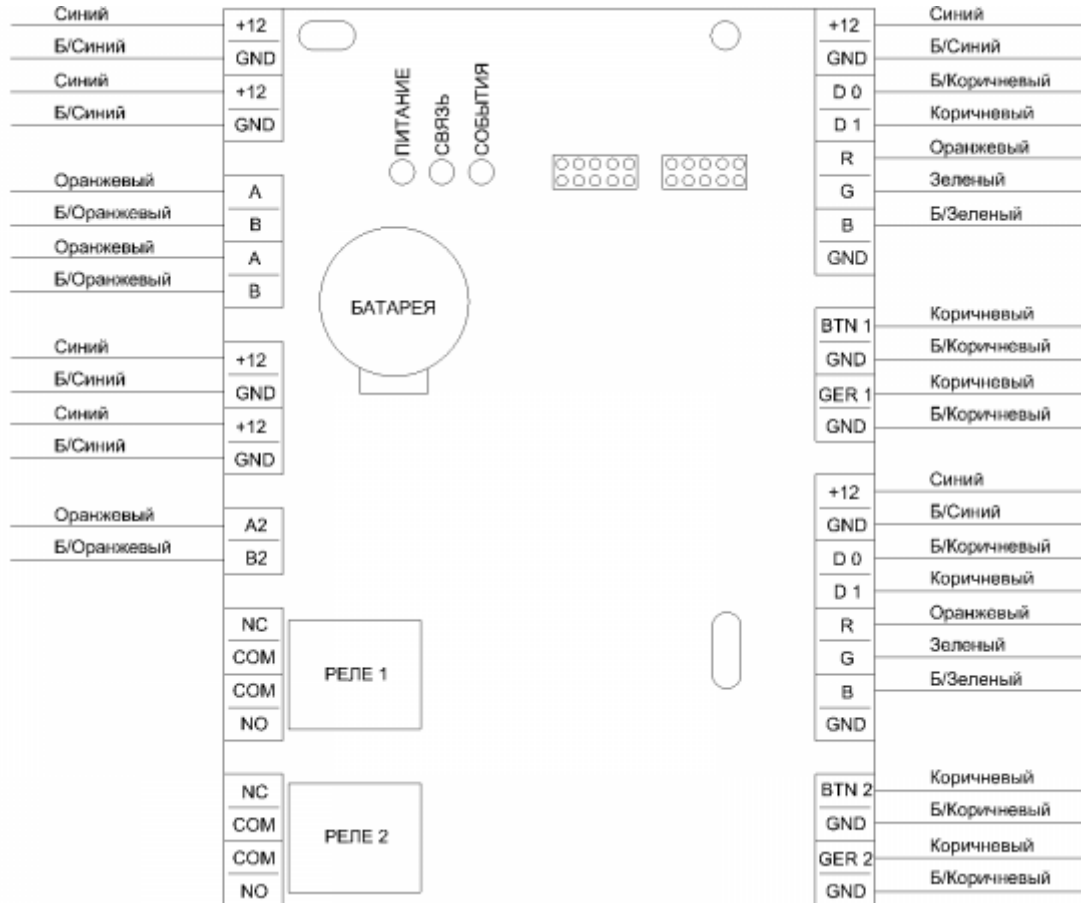 Синий
+12
Б/Синий
GND
Синий
+12
Б/Синий
GND
Оранжевый
A
Б/Оранжевый
B
Оранжевый
A
Б/Оранжевый
B
Синий
+12
Б/Синий
GND
Синий
+12
Б/Синий
GND
Оранжевый
A2
Б/Оранжевый
B2
NC
COM
COM
NO
РЕЛЕ 1
NC
COM
COM
NO
РЕЛЕ 2
ПИТАНИЕ
СВЯЗЬ
СОБЫТИЯ
БАТАРЕЯ
+12
Синий
GND
Б/Синий
D 0
Б/Коричневый
D 1
Коричневый
R
Оранжевый
G
Зеленый
B
Б/Зеленый
GND
BTN 1
Коричневый
GND
Б/Коричневый
GER 1
Коричневый
GND
Б/Коричневый
+12
Синий
GND
Б/Синий
D 0
Б/Коричневый
D 1
Коричневый
R
Оранжевый
G
Зеленый
B
Б/Зеленый
GND
BTN 2
Коричневый
GND
Б/Коричневый
GER 2
Коричневый
GND
Б/Коричневый